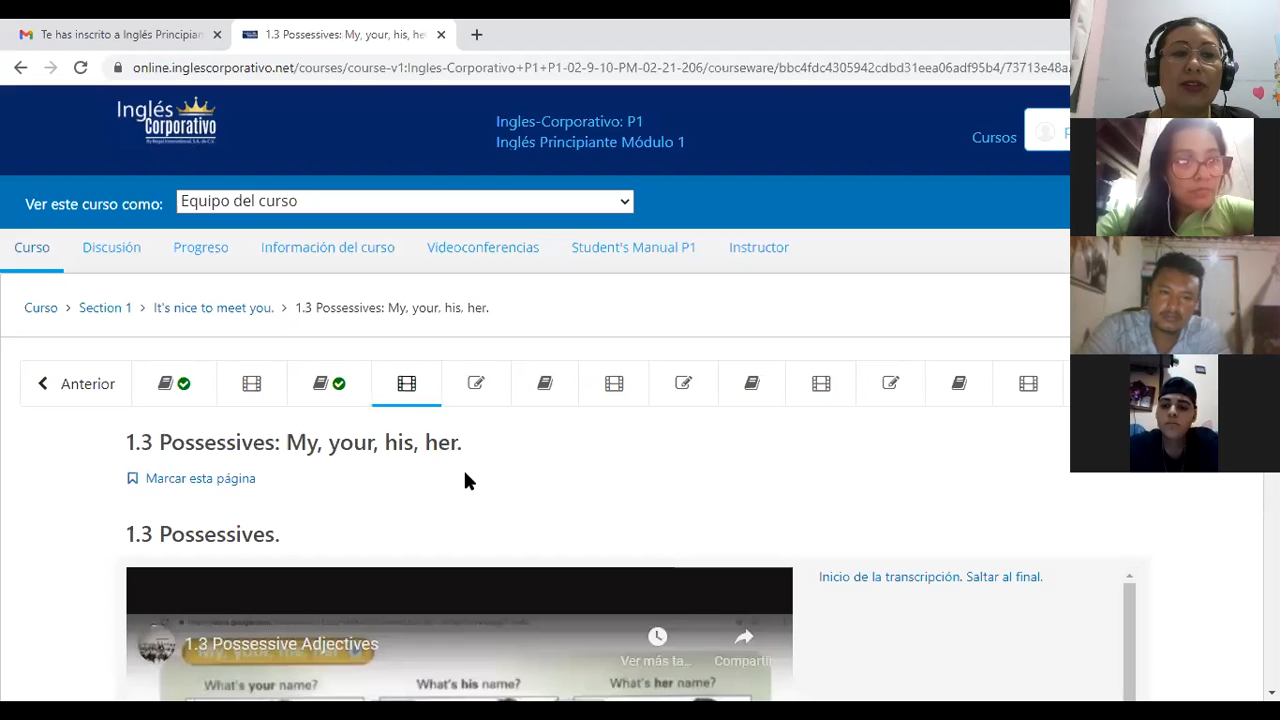 Te has inscrito a Inglés Principian
1.3 Possessives: My, your, his, he
online.inglescorporativo.net/courses/course-v1:Ingles-Corporativo+P1+P1-02-9-10-PM-02-21-206/courseware/bbc4fdc4305942cdbd31eea06adf95b4/73713e48a
Inglés
Corporativo
Ingles-Corporativo: P1
Inglés Principiante Módulo 1
Cursos
Ver este curso como:
Equipo del curso
Curso
Discusión
Progreso
Información del curso
Videoconferencias
Student's Manual P1
Instructor
Curso > Section 1 > It's nice to meet you. > 1.3 Possessives: My, your, his, her.
Anterior
1.3 Possessives: My, your, his, her.
Marcar esta página
1.3 Possessives.
Inicio de la transcripción. Saltar al final.
1.3 Possessive Adjectives
Ver más ta...
Comparti
What's your name?
What's his name?
What's her name?